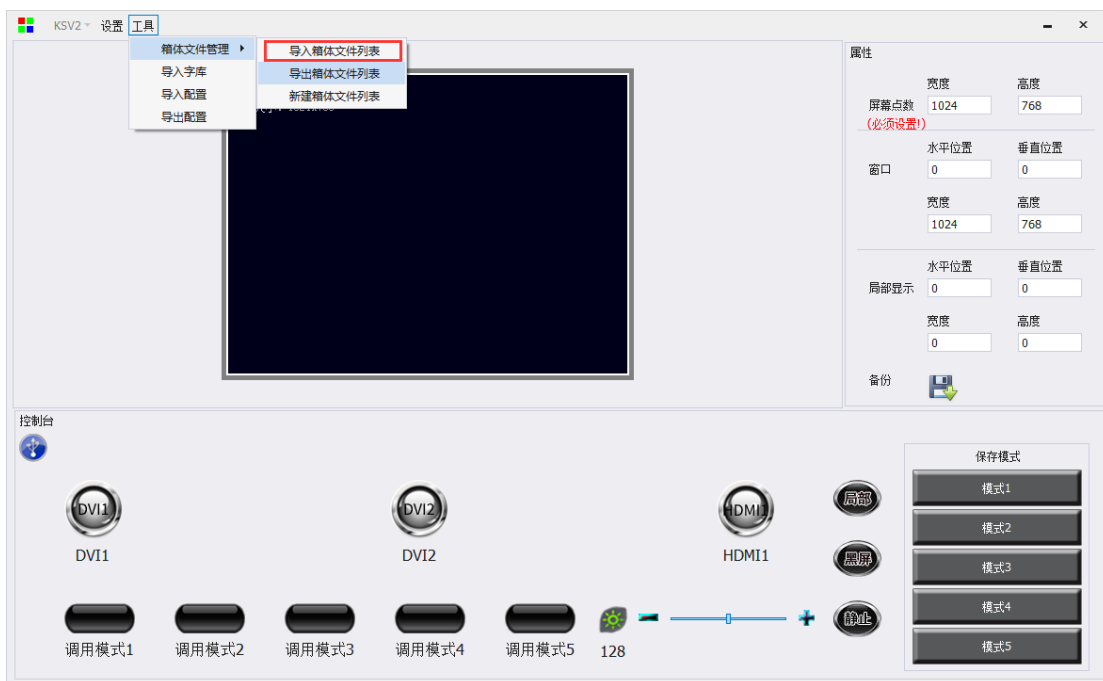 KSV2 设置 工具
箱体文件管理
导入字库
导入配置
导出配置
导入箱体文件列表
导出箱体文件列表
新建箱体文件列表
属性
宽度 高度
屏幕点数 1024 768
(必须设置!)
水平位置 垂直位置
窗口 0 0
宽度 高度
1024 768
水平位置 垂直位置
局部显示 0 0
宽度 高度
0 0
备份
控制台
DVI1 DVI2 HDMI1
DVI1 DVI2 HDMI1
局部
黑屏
静止
调用模式1 调用模式2 调用模式3 调用模式4 调用模式5 128
保存模式
模式1
模式2
模式3
模式4
模式5